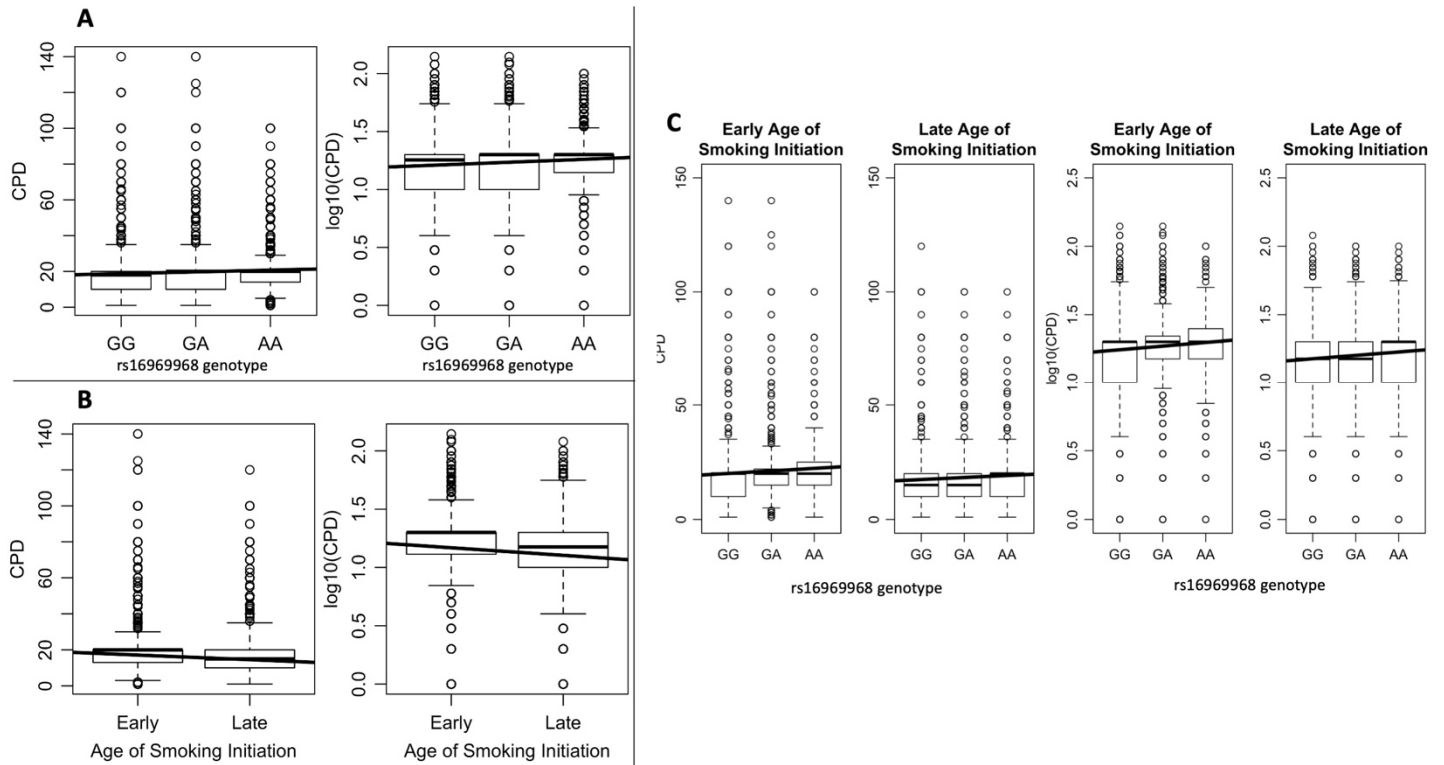 A
CPD
0
20
60
100
140
GG
GA
AA
log10(CPD)
0.0
0.5
1.0
1.5
2.0
GG
GA
AA
rs16969968 genotype
B
CPD
0
20
60
100
140
Early
Late
Age of Smoking Initiation
log10(CPD)
0.0
0.5
1.0
1.5
2.0
Early
Late
Age of Smoking Initiation
C
Early Age of
Smoking Initiation
CPD
0
50
100
150
GG
GA
AA
Late Age of
Smoking Initiation
0
50
100
150
GG
GA
AA
rs16969968 genotype
Early Age of
Smoking Initiation
log10(CPD)
0.0
0.5
1.0
1.5
2.0
2.5
GG
GA
AA
Late Age of
Smoking Initiation
0.0
0.5
1.0
1.5
2.0
2.5
GG
GA
AA
rs16969968 genotype